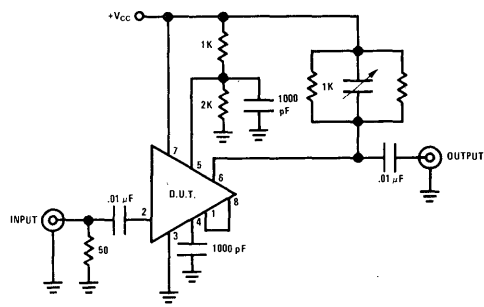 +VCC
1K
2K
1000
pF
1K
7
5
6
D.U.T.
8
1
4
3
2
.01 µF
OUTPUT
.01 µF
INPUT
50
1000 pF